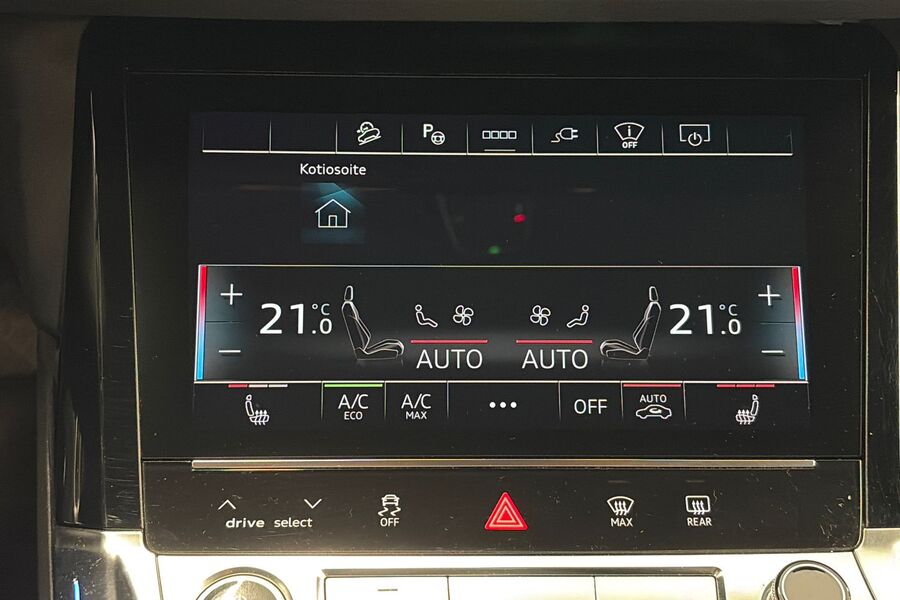 P
OFF
Kotiosoite
+ 21.0 °C
21.0 °C +
AUTO AUTO
A/C ECO
A/C MAX
OFF
AUTO
drive select
OFF
MAX
REAR